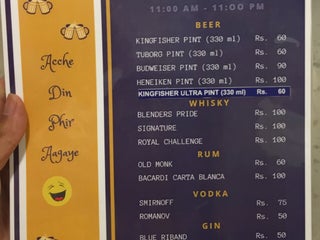 11:00 AM - 11:00 PM
BEER
KINGFISHER PINT (330 ml) Rs. 60
TUBORG PINT (330 ml) Rs. 60
BUDWEISER PINT (330 ml) Rs. 90
HENEIKEN PINT (330 ml) Rs. 100
KINGFISHER ULTRA PINT (330 ml) Rs. 60
WHISKY
BLENDERS PRIDE Rs. 100
SIGNATURE Rs. 100
ROYAL CHALLENGE Rs. 100
RUM
OLD MONK Rs. 60
BACARDI CARTA BLANCA Rs. 100
VODKA
SMIRNOFF Rs. 75
ROMANOV Rs. 50
GIN
BLUE RIBAND Rs. 50
Acche
Din
Phir
Aagaye